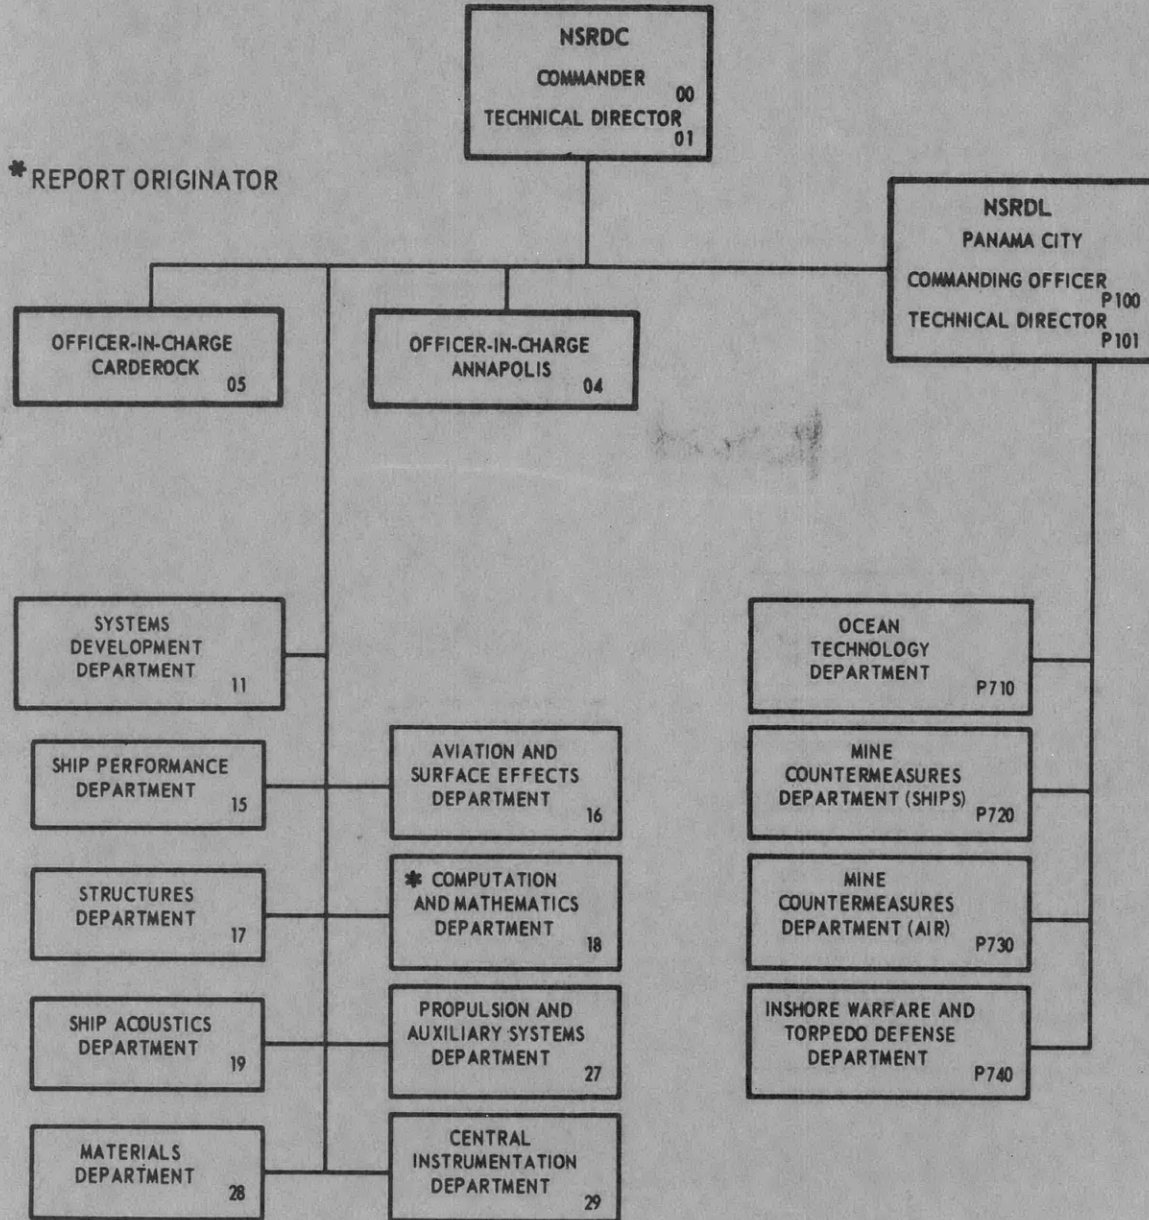 NSRDC
COMMANDER
00
TECHNICAL DIRECTOR
01
* REPORT ORIGINATOR
NSRDL
PANAMA CITY
COMMANDING OFFICER
P100
TECHNICAL DIRECTOR
P101
OFFICER-IN-CHARGE
CARDEROCK
05
OFFICER-IN-CHARGE
ANNAPOLIS
04
SYSTEMS
DEVELOPMENT
DEPARTMENT
11
SHIP PERFORMANCE
DEPARTMENT
15
AVIATION AND
SURFACE EFFECTS
DEPARTMENT
16
STRUCTURES
DEPARTMENT
17
* COMPUTATION
AND MATHEMATICS
DEPARTMENT
18
SHIP ACOUSTICS
DEPARTMENT
19
PROPULSION AND
AUXILIARY SYSTEMS
DEPARTMENT
27
MATERIALS
DEPARTMENT
28
CENTRAL
INSTRUMENTATION
DEPARTMENT
29
OCEAN
TECHNOLOGY
DEPARTMENT
P710
MINE
COUNTERMEASURES
DEPARTMENT (SHIPS)
P720
MINE
COUNTERMEASURES
DEPARTMENT (AIR)
P730
INSHORE WARFARE AND
TORPEDO DEFENSE
DEPARTMENT
P740